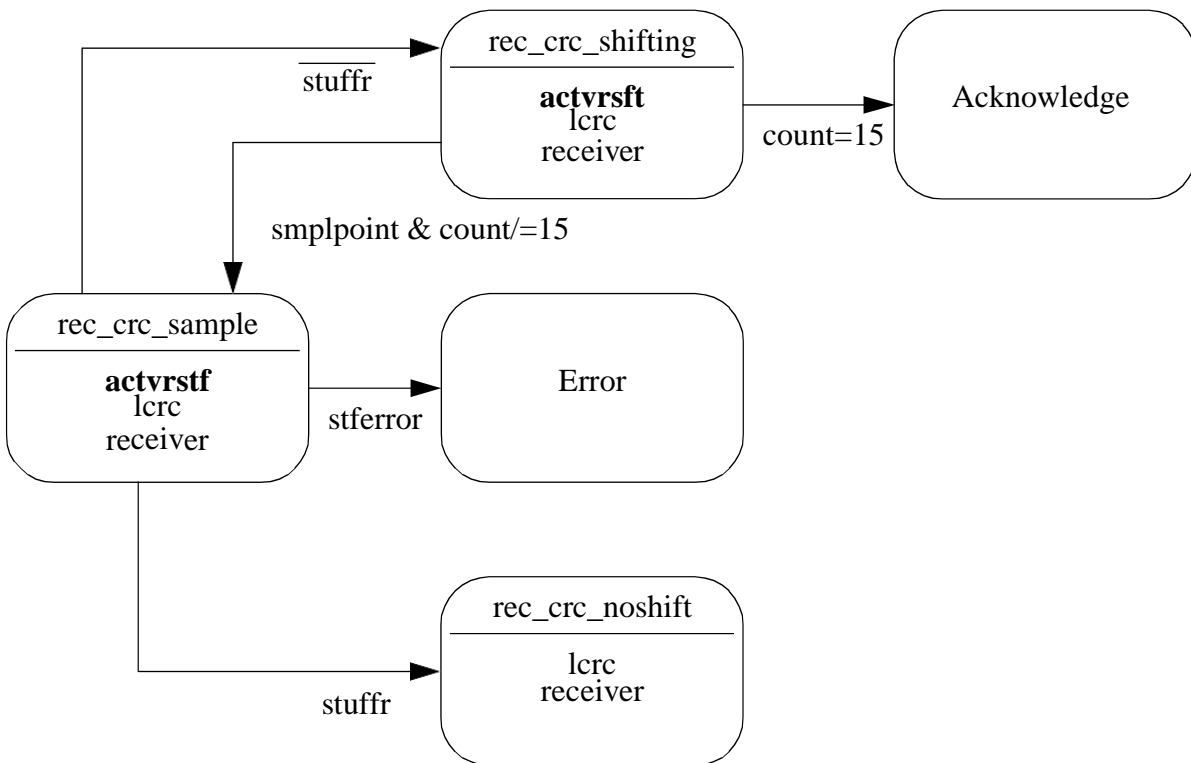 rec_crc_shifting
stuffr
actvrsft
lcrc
receiver
Acknowledge
count=15
smplpoint & count/=15
rec_crc_sample
actvrstf
lcrc
receiver
Error
stferror
rec_crc_noshift
lcrc
receiver
stuffr